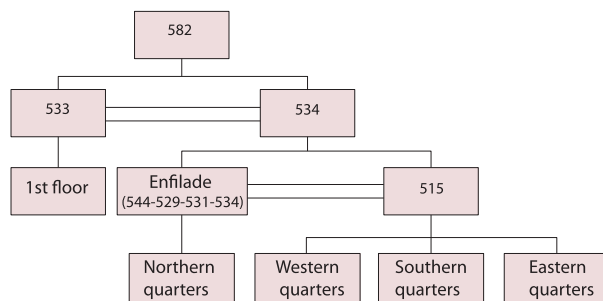 582
533
534
1st floor
Enfilade
(544-529-531-534)
515
Northern
quarters
Western
quarters
Southern
quarters
Eastern
quarters